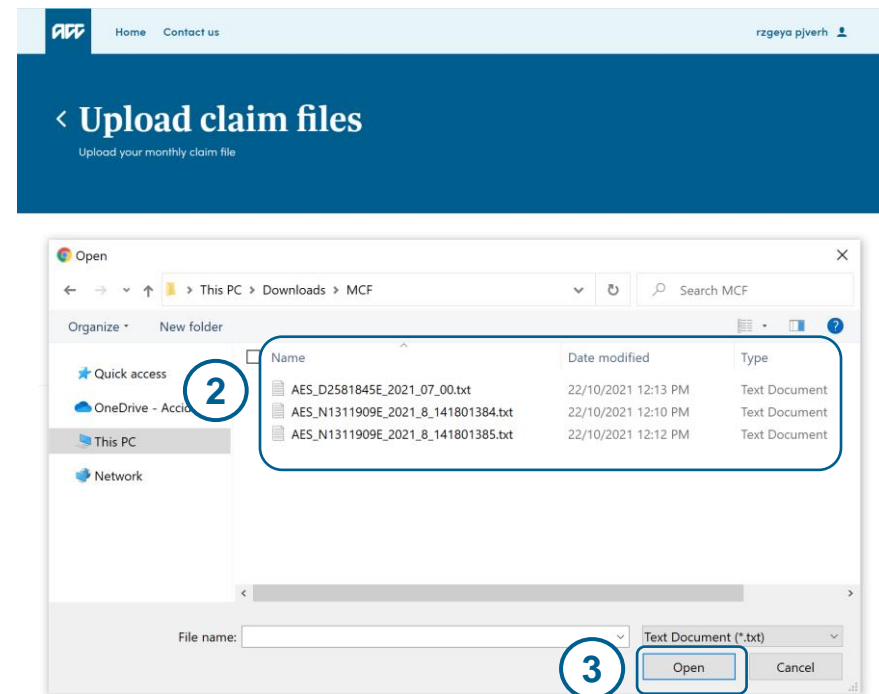 acc Home Contact us rzgeya pjverh
< Upload claim files
Upload your monthly claim file
Open
> This PC > Downloads > MCF Search MCF
Organize New folder
Name Date modified Type
Quick access
2
AES_D2581845E_2021_07_00.txt 22/10/2021 12:13 PM Text Document
OneDrive - Accid
AES_N1311909E_2021_8_141801384.txt 22/10/2021 12:10 PM Text Document
This PC
AES_N1311909E_2021_8_141801385.txt 22/10/2021 12:12 PM Text Document
Network
File name: Text Document (*.txt)
3
Open Cancel